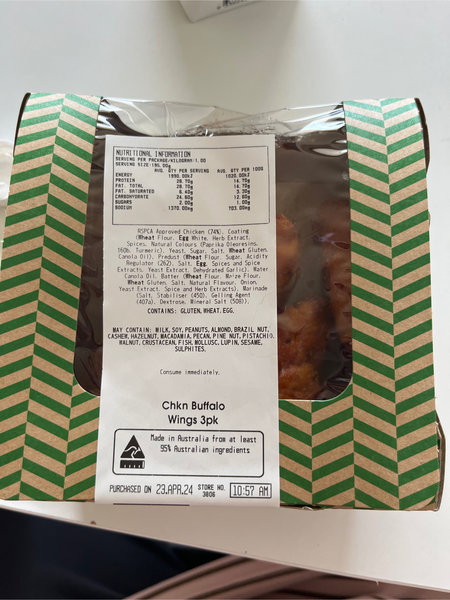 NUTRITIONAL INFORMATION
SERVING PER PACKAGE/KILOGRAM:1.00
SERVING SIZE:195.00g
AVG. QTY PER SERVING AVG. QTY PER 100G
ENERGY 1990.00KJ 1020.00KJ
PROTEIN 28.70g 14.70g
FAT. TOTAL 28.70g 14.70g
FAT. SATURATED 6.40g 3.30g
CARBOHYDRATE 24.60g 12.60g
SUGARS 2.00g 1.00g
SODIUM 1370.00mg 703.00mg
RSPCA Approved Chicken (74%), Coating
(Wheat Flour, Egg White, Herb Extract,
Spices, Natural Colours (Paprika Oleoresins,
160b, Turmeric), Yeast, Sugar, Salt, Wheat Gluten,
Canola Oil), Predust (Wheat Flour, Sugar, Acidity
Regulator (262), Salt, Egg, Spices and Spice
Extracts, Yeast Extract, Dehydrated Garlic), Water
Canola Oil, Batter (Wheat Flour, Maize Flour,
Wheat Gluten, Salt, Natural Flavour, Onion,
Yeast Extract, Spice and Herb Extracts), Marinade
(Salt, Stabiliser (450), Gelling Agent
(407a), Dextrose, Mineral Salt (508)).
CONTAINS: GLUTEN, WHEAT, EGG.
MAY CONTAIN: MILK, SOY, PEANUTS, ALMOND, BRAZIL NUT,
CASHEW, HAZELNUT, MACADAMIA, PECAN, PINE NUT, PISTACHIO,
WALNUT, CRUSTACEAN, FISH, MOLLUSC, LUPIN, SESAME,
SULPHITES.
Consume immediately.
Chkn Buffalo
Wings 3pk
Made in Australia from at least
95% Australian ingredients
PURCHASED ON 23.APR.24 STORE NO. 3806 10:57 AM